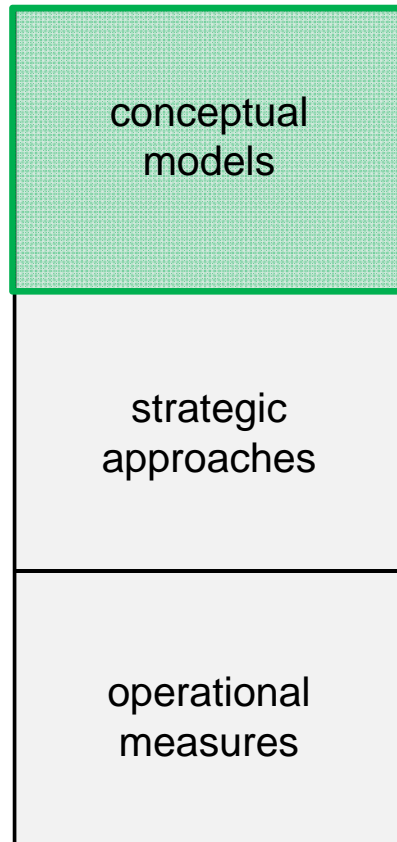 conceptual
models
strategic
approaches
operational
measures